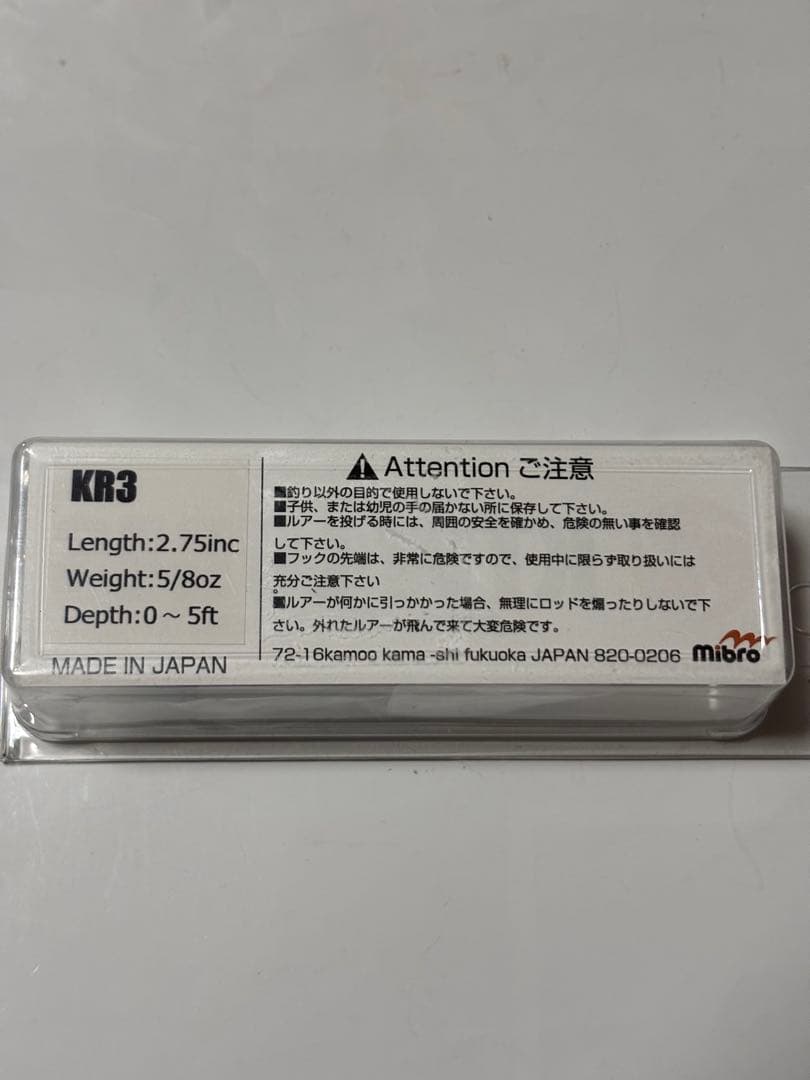 KR3
Length:2.75inc
Weight:5/8oz
Depth:0～5ft
MADE IN JAPAN
Attention ご注意
■釣り以外の目的で使用しないで下さい。
■子供、または幼児の手の届かない所に保存して下さい。
■ルアーを投げる時には、周囲の安全を確かめ、危険の無い事を確認
して下さい。
■フックの先端は、非常に危険ですので、使用中に限らず取り扱いには
充分ご注意下さい
。
■ルアーが何かに引っかかった場合、無理にロッドを煽ったりしないで下
さい。外れたルアーが飛んで来て大変危険です。
72-16kamoo kama -shi fukuoka JAPAN 820-0206 mibro